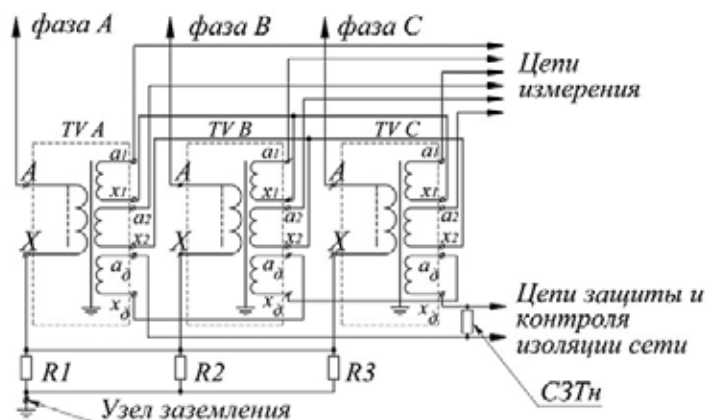 фаза A фаза B фаза C
Цепи
измерения
TV A TV B TV C
a1 a1 a1
A A A
x1 x1 x1
a2 a2 a2
X x2 X x2 X x2
aд aд aд
xд xд xд
Цепи защиты и
контроля
изоляции сети
R1 R2 R3
СЗТн
Узел заземления